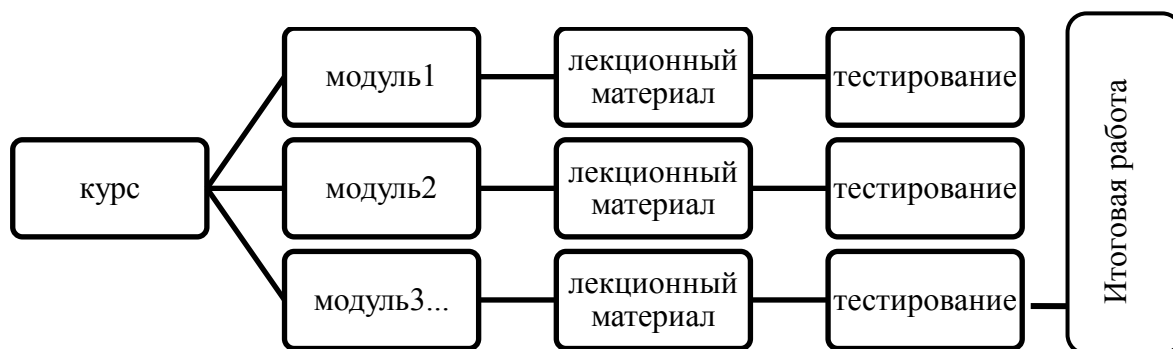 модуль1
лекционный
материал
тестирование
курс
модуль2
лекционный
материал
тестирование
модуль3...
лекционный
материал
тестирование
Итоговая работа